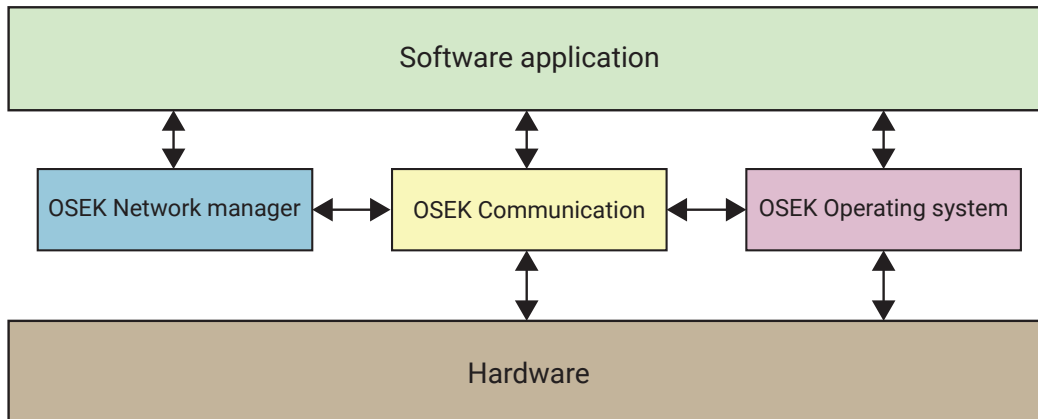 Software application
OSEK Network manager
OSEK Communication
OSEK Operating system
Hardware